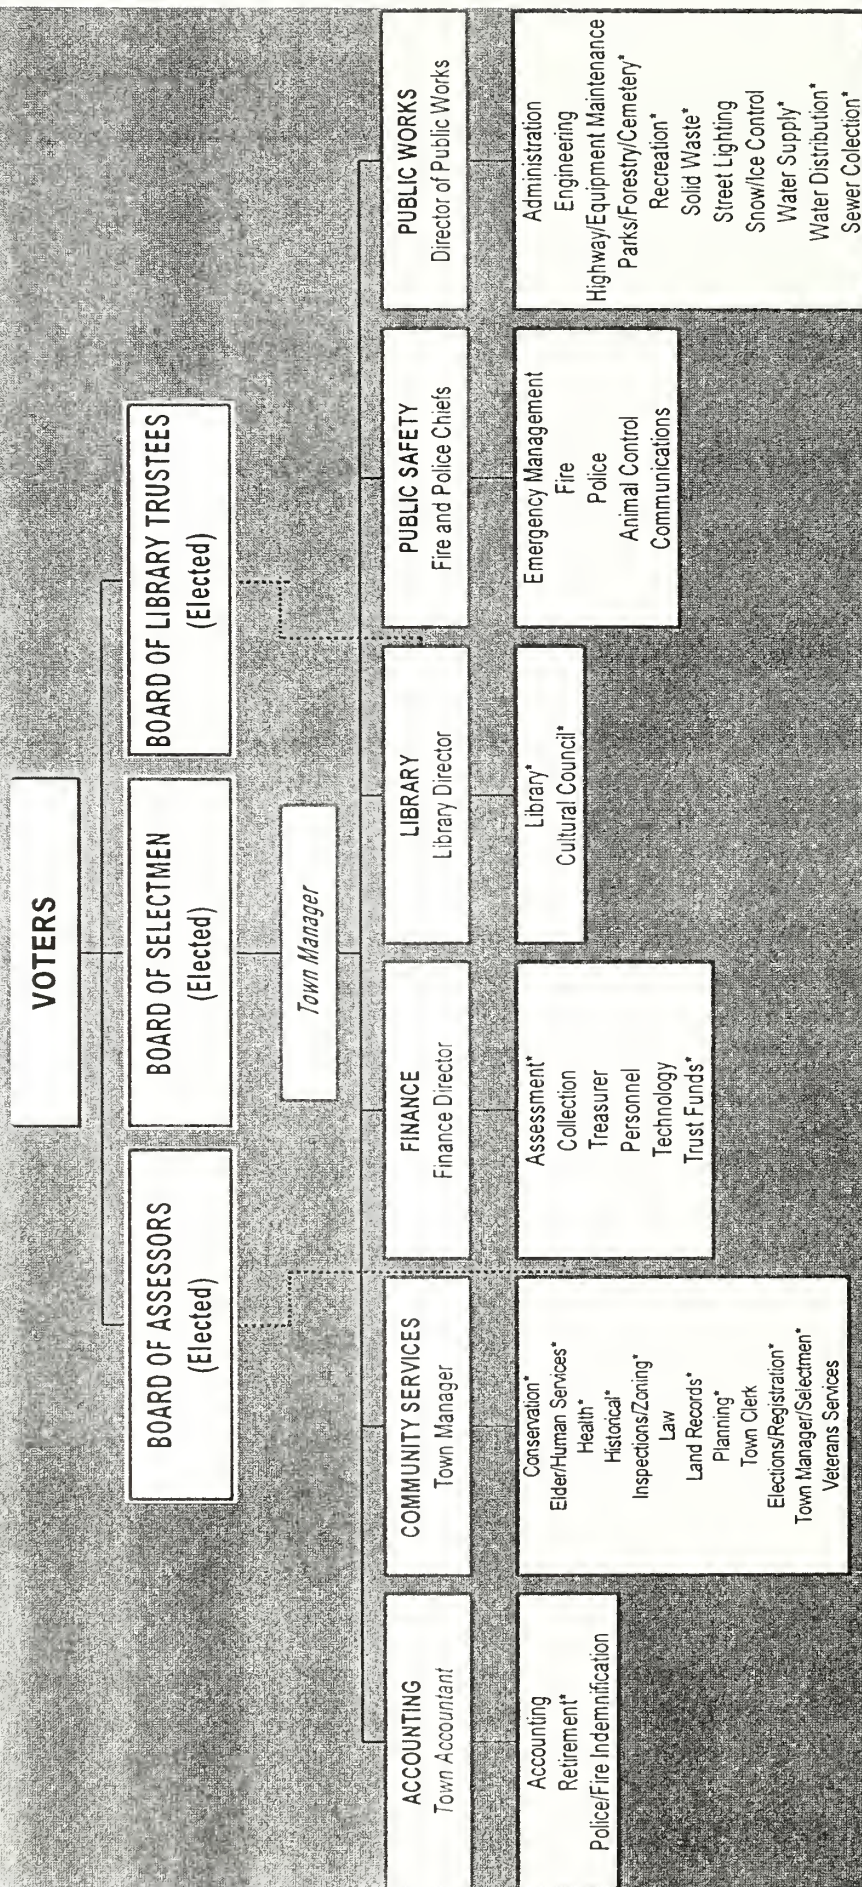 VOTERS
BOARD OF ASSESSORS
(Elected)
BOARD OF SELECTMEN
(Elected)
BOARD OF LIBRARY TRUSTEES
(Elected)
Town Manager
ACCOUNTING
Town Accountant
COMMUNITY SERVICES
Town Manager
FINANCE
Finance Director
LIBRARY
Library Director
PUBLIC SAFETY
Fire and Police Chiefs
PUBLIC WORKS
Director of Public Works
Accounting
Retirement*
Police/Fire Indemnification
Conservation*
Elder/Human Services*
Health*
Historical*
Inspections/Zoning*
Law
Land Records*
Planning*
Town Clerk
Elections/Registration*
Town Manager/Selectmen*
Veterans Services
Assessment*
Collection
Treasurer
Personnel
Technology
Trust Funds*
Library*
Cultural Council*
Emergency Management
Fire
Police
Animal Control
Communications
Administration
Engineering
Highway/Equipment Maintenance
Parks/Forestry/Cemetery*
Recreation*
Solid Waste*
Street Lighting
Snow/Ice Control
Water Supply*
Water Distribution*
Sewer Colection*